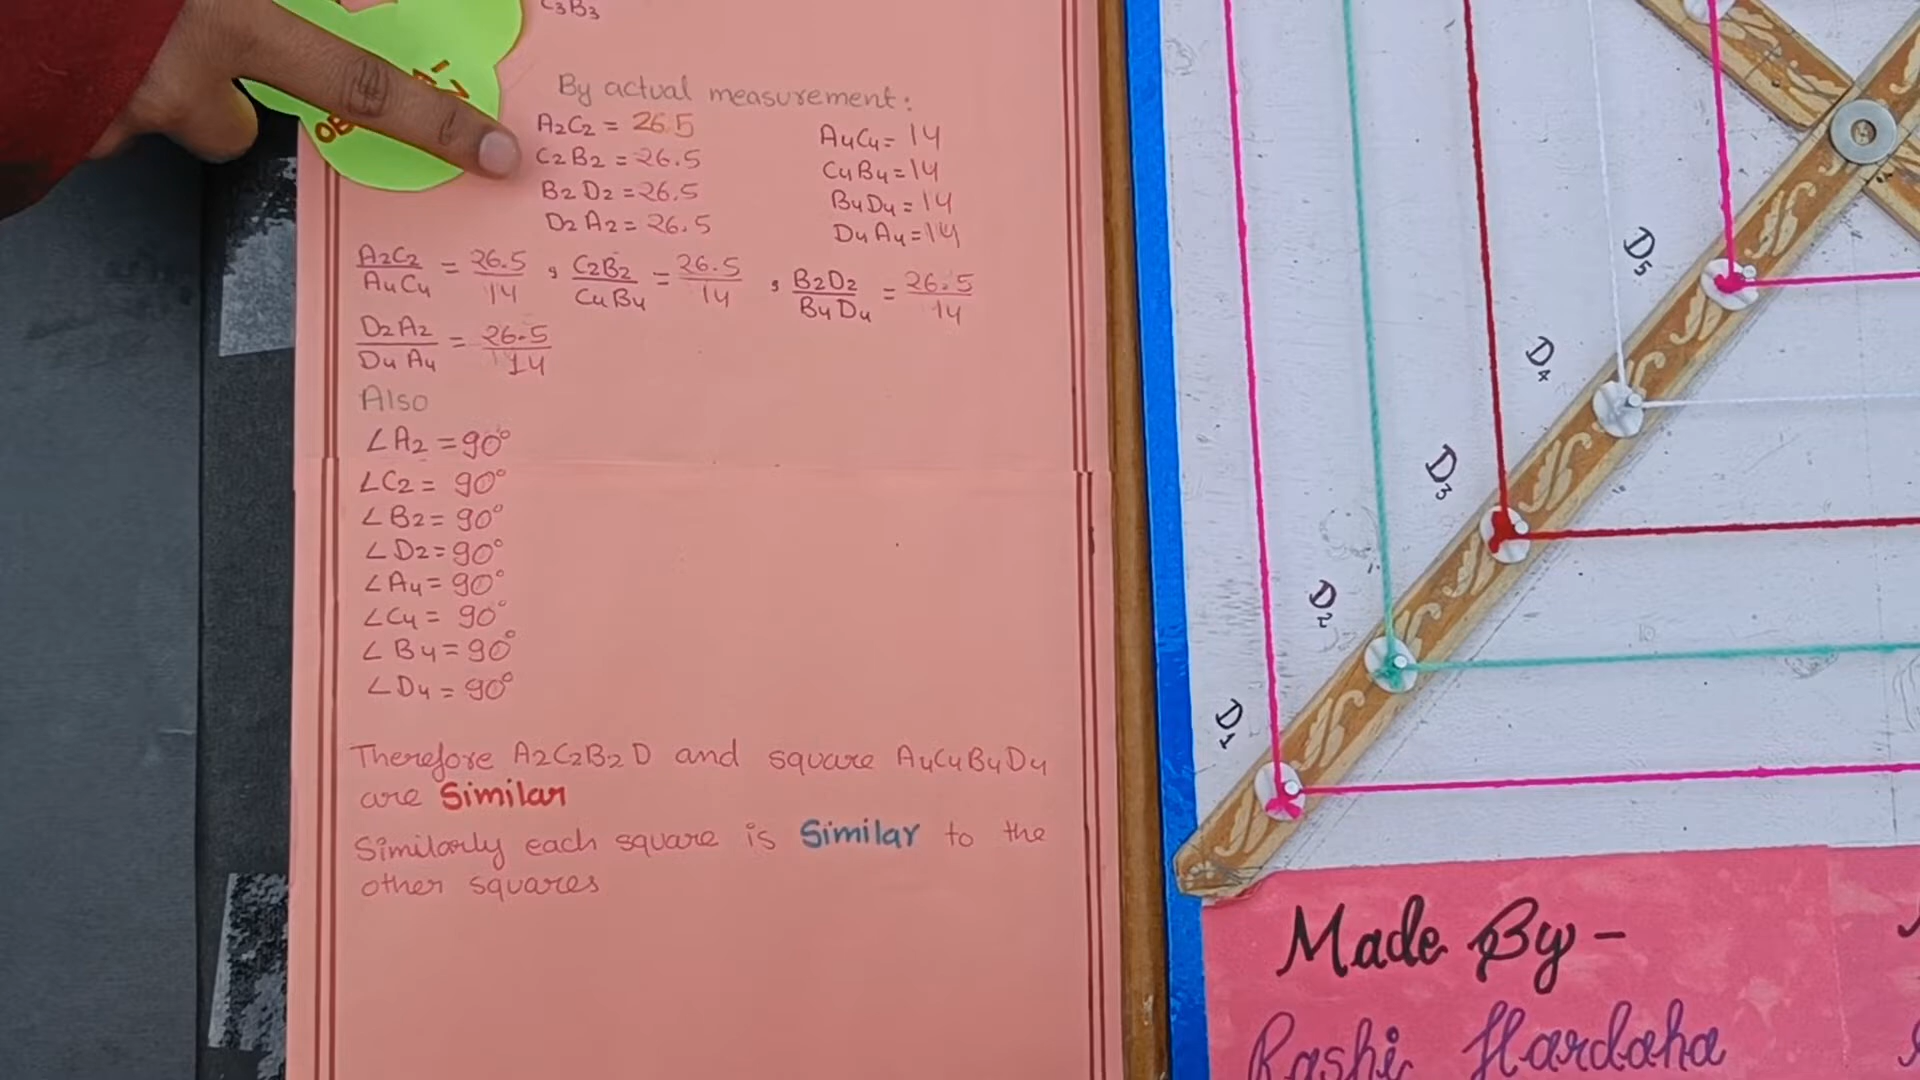 C3B3
By actual measurement:
A2C2 = 26.5
C2B2 = 26.5
B2D2 = 26.5
D2A2 = 26.5
A4C4 = 14
C4B4 = 14
B4D4 = 14
D4A4 = 14
A2C2/A4C4 = 26.5/14 , C2B2/C4B4 = 26.5/14 , B2D2/B4D4 = 26.5/14
D2A2/D4A4 = 26.5/14
Also
∠A2 = 90°
∠C2 = 90°
∠B2 = 90°
∠D2 = 90°
∠A4 = 90°
∠C4 = 90°
∠B4 = 90°
∠D4 = 90°
Therefore A2C2B2D and square A4C4B4D4
are Similar
Similarly each square is Similar to the
other squares
D5
D4
D3
D2
D1
Made By -
Rashi Hardaha